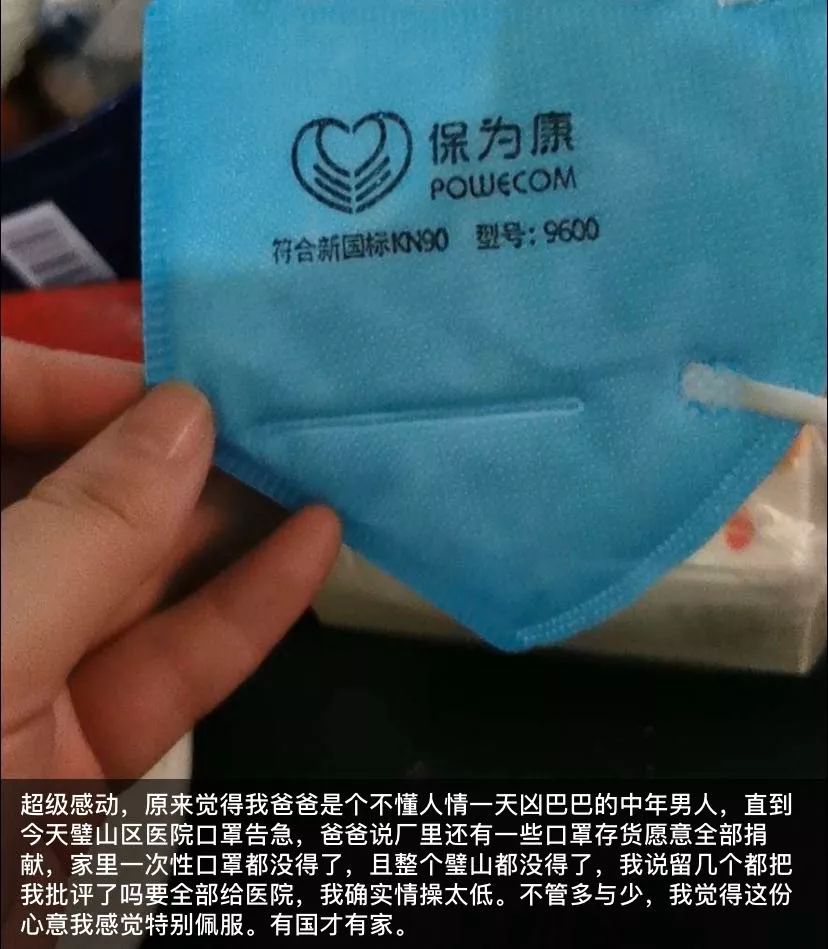 保为康
POWECOM
符合新国标KN90 型号：9600
超级感动，原来觉得我爸爸是个不懂人情一天凶巴巴的中年男人，直到
今天璧山区医院口罩告急，爸爸说厂里还有一些口罩存货愿意全部捐
献，家里一次性口罩都没得了，且整个璧山都没得了，我说留几个都把
我批评了吗要全部给医院，我确实情操太低。不管多与少，我觉得这份
心意我感觉特别佩服。有国才有家。